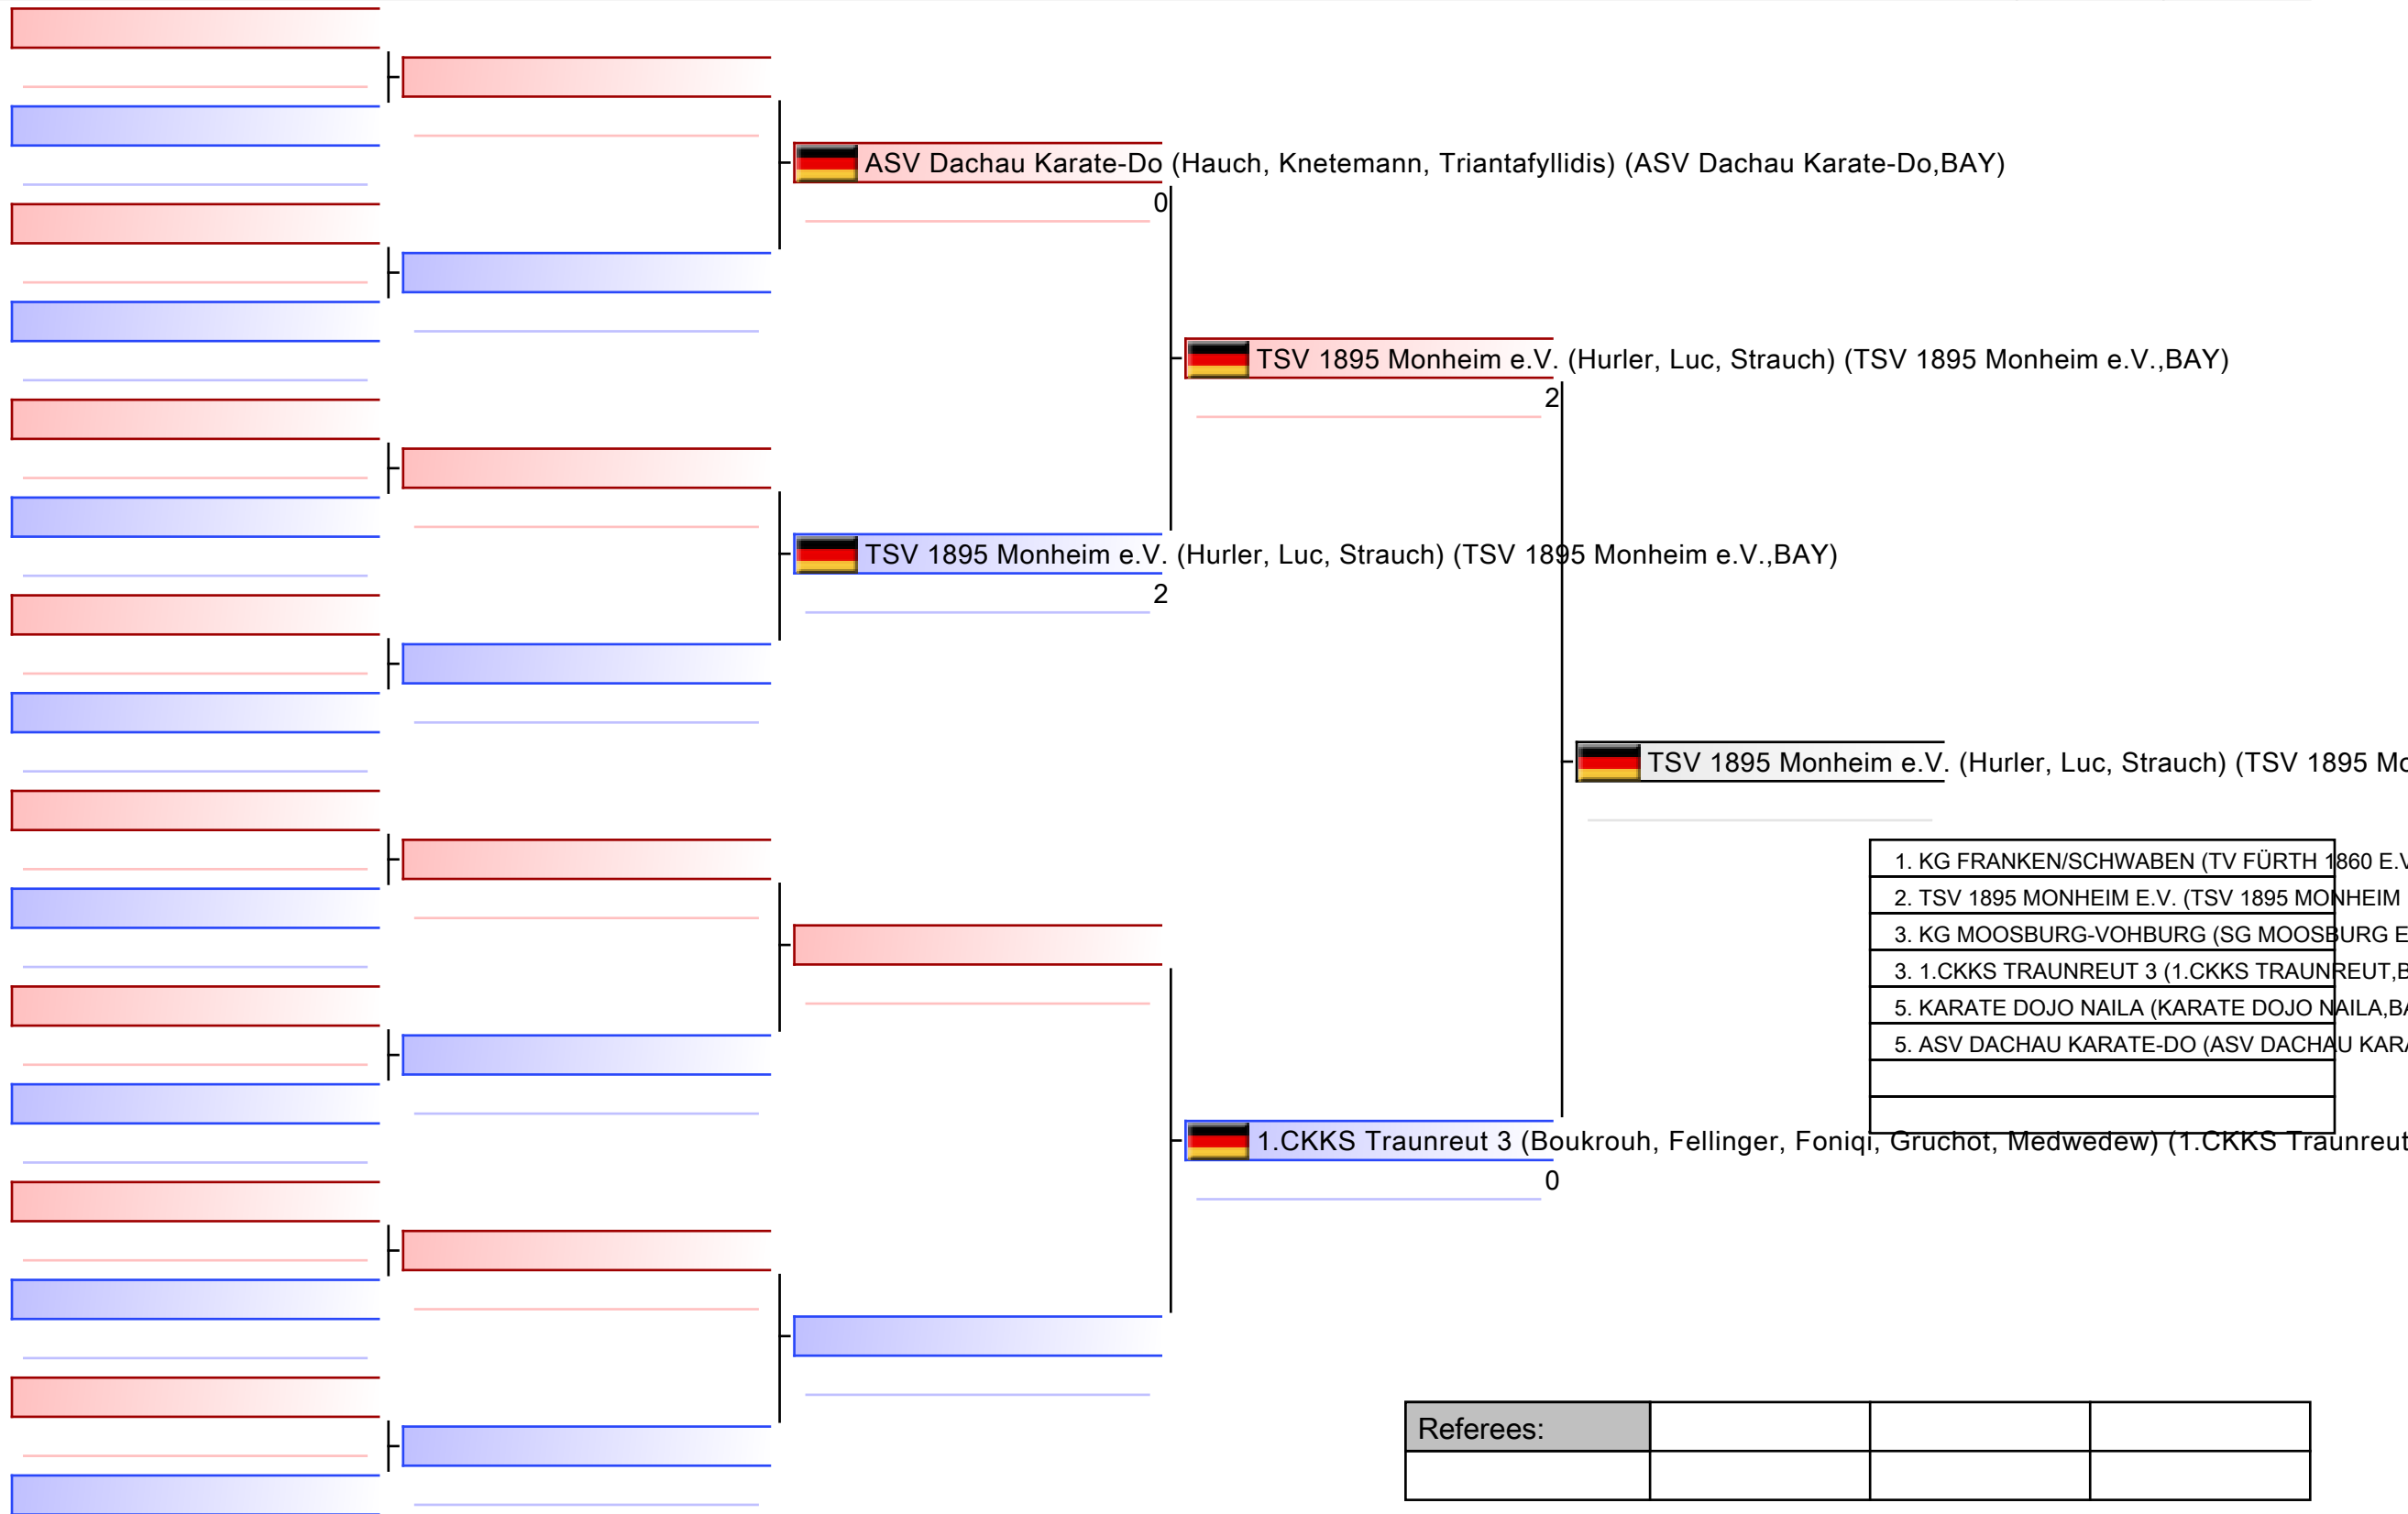 ASV Dachau Karate-Do (Hauch, Knetemann, Triantafyllidis) (ASV Dachau Karate-Do,BAY)
0
TSV 1895 Monheim e.V. (Hurler, Luc, Strauch) (TSV 1895 Monheim e.V.,BAY)
2
TSV 1895 Monheim e.V. (Hurler, Luc, Strauch) (TSV 1895 Monheim e.V.,BAY)
2
TSV 1895 Monheim e.V. (Hurler, Luc, Strauch) (TSV 1895
1. KG FRANKEN/SCHWABEN (TV FÜRTH 1860
2. TSV 1895 MONHEIM E.V. (TSV 1895 MONHEIM
3. KG MOOSBURG-VOHBURG (SG MOOSBURG
3. 1.CKKS TRAUNREUT 3 (1.CKKS TRAUNREUT,
5. KARATE DOJO NAILA (KARATE DOJO NAILA,
5. ASV DACHAU KARATE-DO (ASV DACHAU
1.CKKS Traunreut 3 (Boukrouh, Fellinger, Foniqi, Gruchot, Medwedew) (1.CKKS Traunreut
0
Referees: